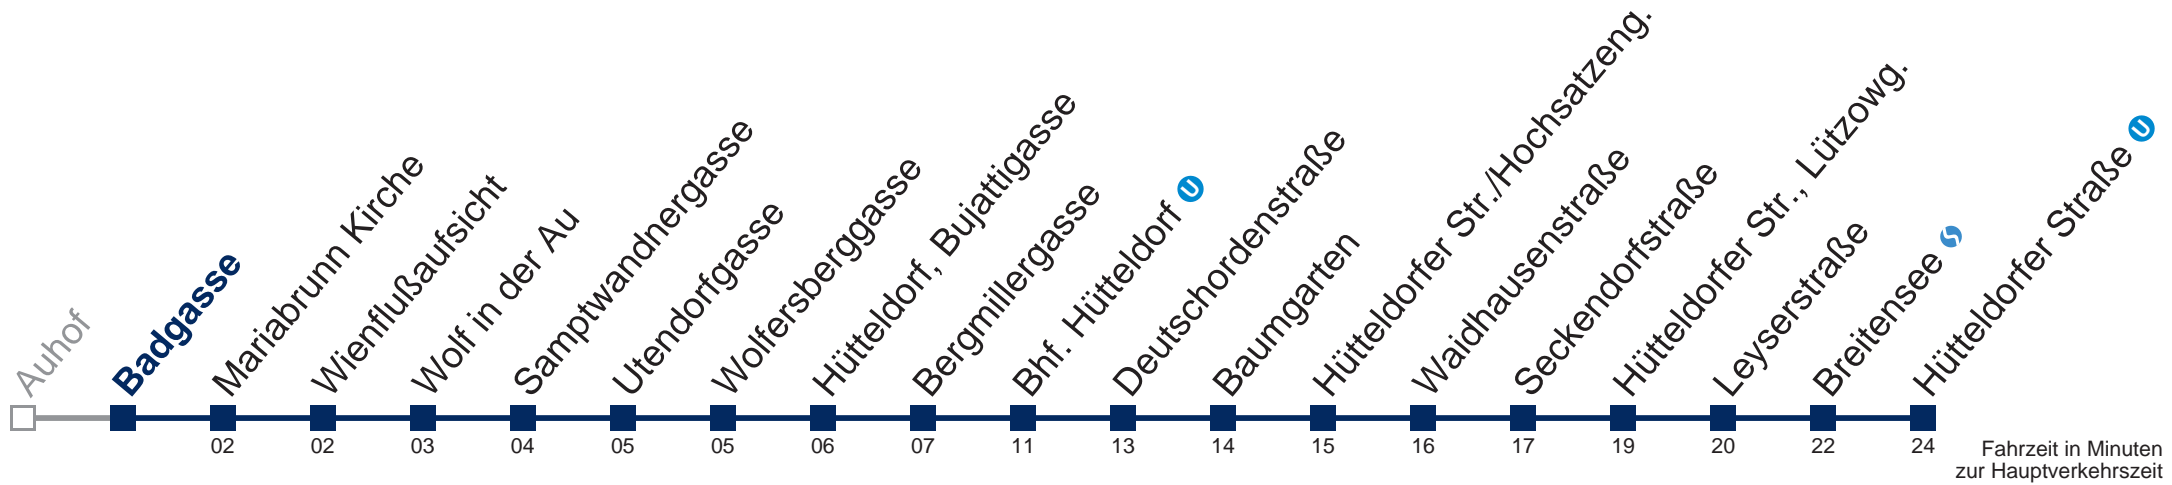 Auhof
Badgasse
Mariabrunn Kirche
Wienflußaufsicht
Wolf in der Au
Samptwandnergasse
Utendorfgasse
Wolfersberggasse
Hütteldorf, Bujattigasse
Bergmillergasse
Bhf. Hütteldorf U
Deutschordenstraße
Baumgarten
Hütteldorfer Str./Hochsatzeng.
Waidhausenstraße
Seckendorfstraße
Hütteldorfer Str., Lützowg.
Leyserstraße
Breitensee S
Hütteldorfer Straße U
02 02 03 04 05 05 06 07 11 13 14 15 16 17 19 20 22 24
Fahrzeit in Minuten
zur Hauptverkehrszeit